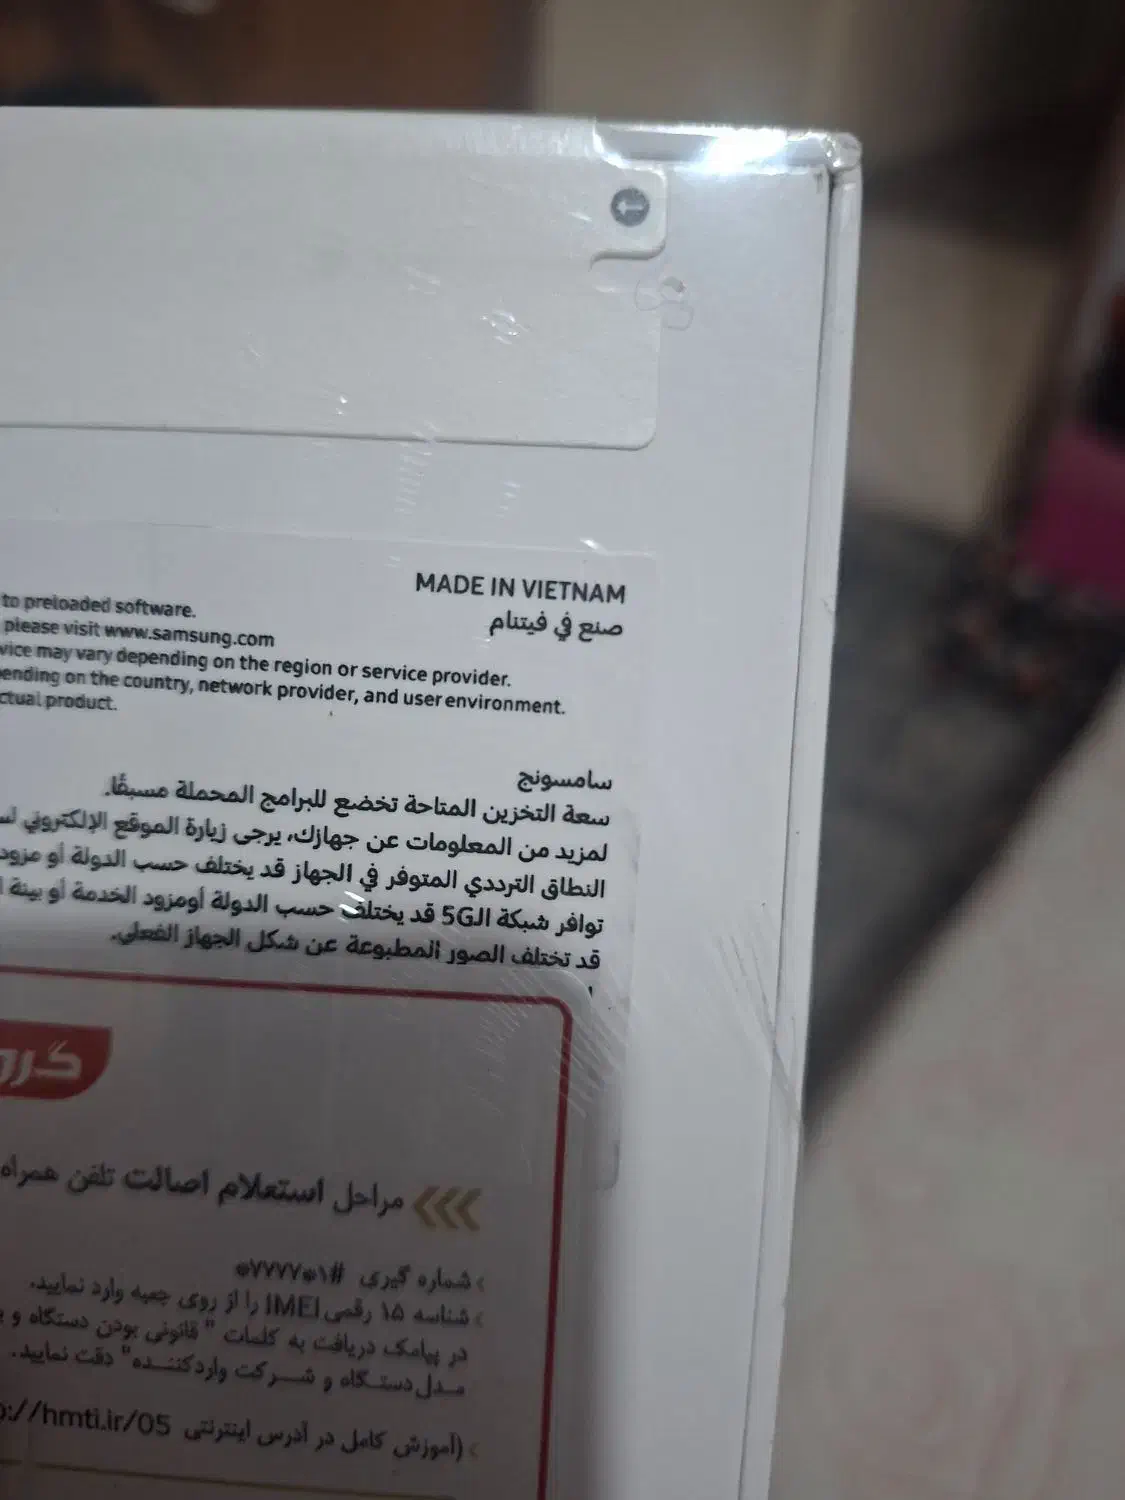 MADE IN VIETNAM
صنع في فيتنام
to preloaded software.
please visit www.samsung.com
vice may vary depending on the region or service provider.
ending on the country, network provider, and user environment.
ctual product.
سامسونج
سعة التخزين المتاحة تخضع للبرامج المحملة مسبقًا.
لمزيد من المعلومات عن جهازك، يرجى زيارة الموقع الإلكتروني لس
النطاق الترددي المتوفر في الجهاز قد يختلف حسب الدولة أو مزود
توافر شبكة الـ5G قد يختلف حسب الدولة أومزود الخدمة أو بيئة ا
قد تختلف الصور المطبوعة عن شكل الجهاز الفعلي.
گرو
مراحل استعلام اصالت تلفن همراه
شماره گیری #۱*۷۷۷۷*
شناسه ۱۵ رقمی IMEI را از روی جعبه وارد نمایید.
در پیامک دریافت به کلمات "قانونی بودن دستگاه و
مدل دستگاه و شرکت واردکننده" دقت نمایید.
(آموزش کامل در آدرس اینترنتی p://hmti.ir/05